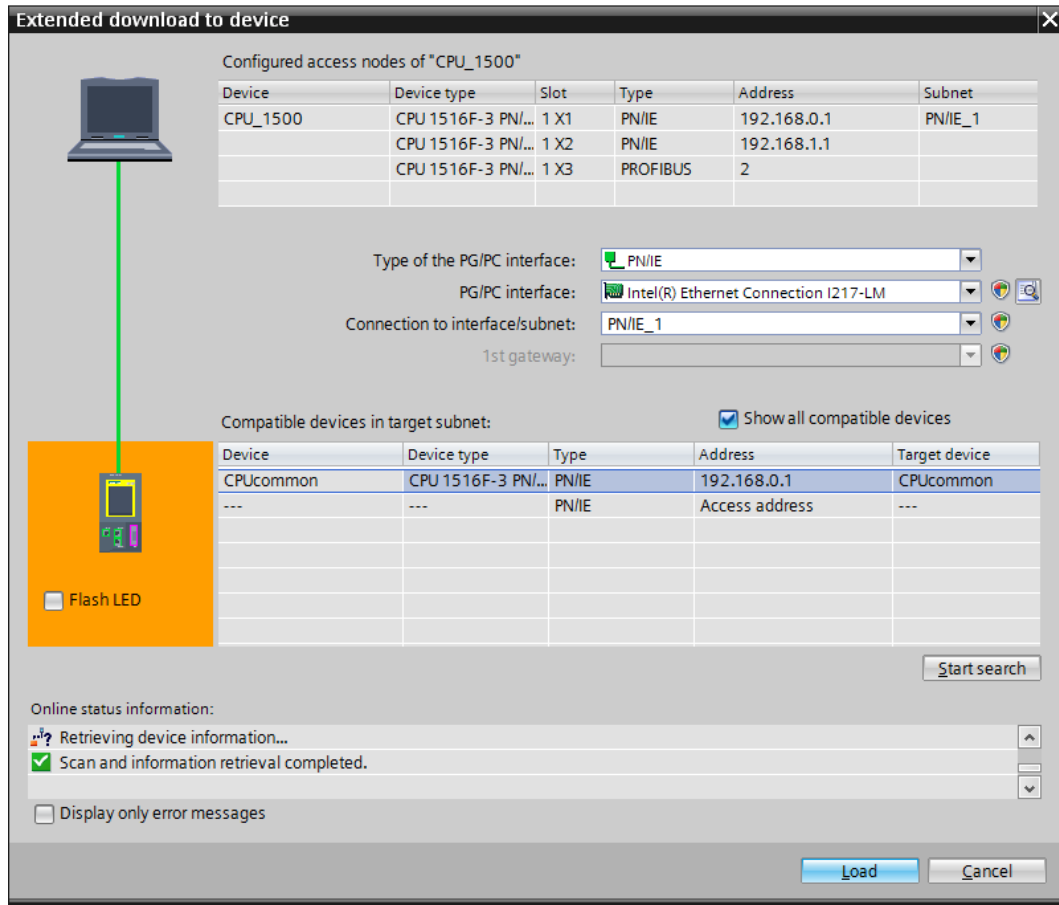 Extended download to device
Configured access nodes of "CPU_1500"
Device Device type Slot Type Address Subnet
CPU_1500 CPU 1516F-3 PN/... 1 X1 PN/IE 192.168.0.1 PN/IE_1
CPU 1516F-3 PN/... 1 X2 PN/IE 192.168.1.1
CPU 1516F-3 PN/... 1 X3 PROFIBUS 2
Type of the PG/PC interface: PN/IE
PG/PC interface: Intel(R) Ethernet Connection I217-LM
Connection to interface/subnet: PN/IE_1
1st gateway:
Compatible devices in target subnet: Show all compatible devices
Device Device type Type Address Target device
CPUcommon CPU 1516F-3 PN/... PN/IE 192.168.0.1 CPUcommon
--- --- PN/IE Access address ---
Flash LED
Start search
Online status information:
Retrieving device information...
Scan and information retrieval completed.
Display only error messages
Load Cancel